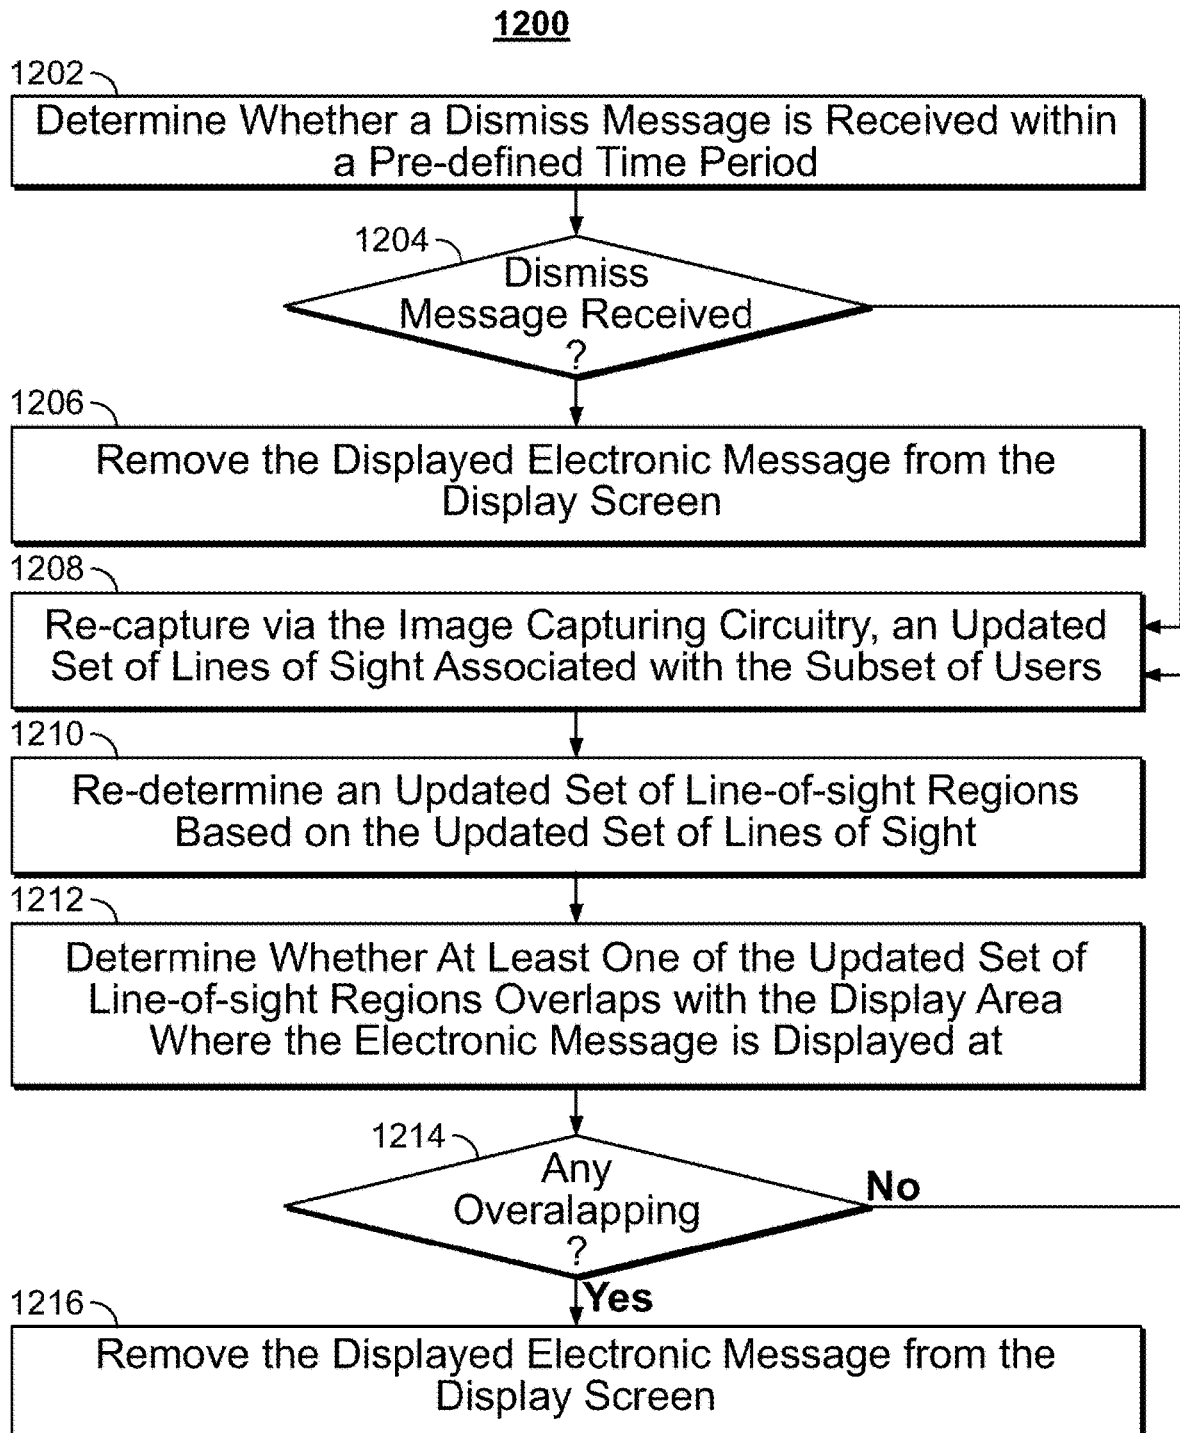 1200
1202
Determine Whether a Dismiss Message is Received within
a Pre-defined Time Period
1204
Dismiss
Message Received
?
1206
Remove the Displayed Electronic Message from the
Display Screen
1208
Re-capture via the Image Capturing Circuitry, an Updated
Set of Lines of Sight Associated with the Subset of Users
1210
Re-determine an Updated Set of Line-of-sight Regions
Based on the Updated Set of Lines of Sight
1212
Determine Whether At Least One of the Updated Set of
Line-of-sight Regions Overlaps with the Display Area
Where the Electronic Message is Displayed at
1214
Any
Overalapping
?
No
Yes
1216
Remove the Displayed Electronic Message from the
Display Screen